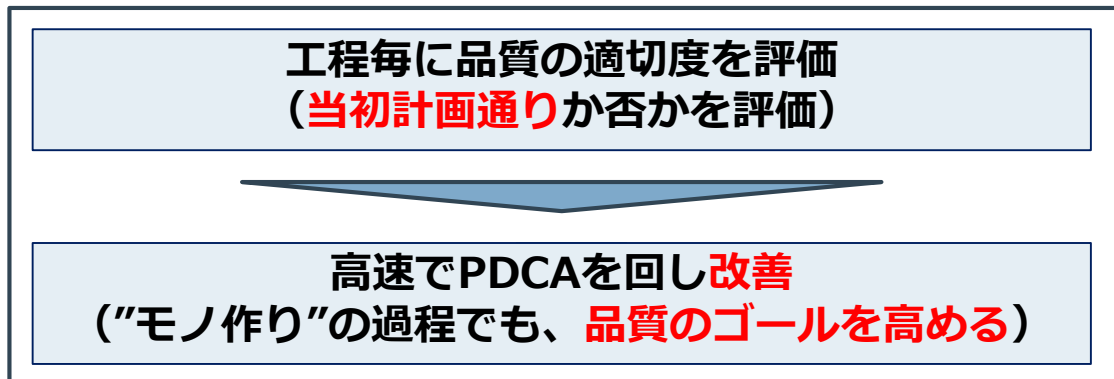 工程毎に品質の適切度を評価
（当初計画通りか否かを評価）
高速でPDCAを回し改善
（”モノ作り”の過程でも、品質のゴールを高める）